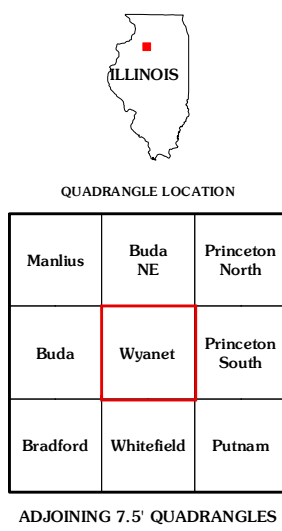 ILLINOIS
QUADRANGLE LOCATION
Manlius
Buda
NE
Princeton
North
Buda
Wyanet
Princeton
South
Bradford
Whitefield
Putnam
ADJOINING 7.5' QUADRANGLES